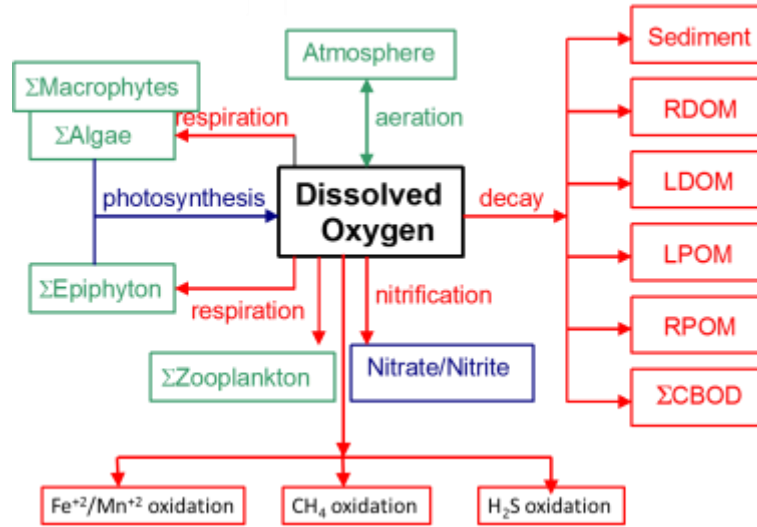 Atmosphere
Sediment
ΣMacrophytes
respiration
aeration
RDOM
ΣAlgae
photosynthesis
Dissolved
Oxygen
decay
LDOM
LPOM
ΣEpiphyton
respiration
nitrification
RPOM
ΣZooplankton
Nitrate/Nitrite
ΣCBOD
Fe⁺²/Mn⁺² oxidation
CH₄ oxidation
H₂S oxidation